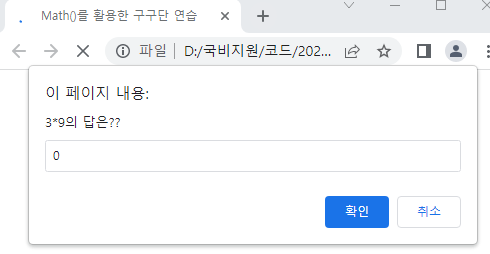 Math()를 활용한 구구단 연습
파일 D:/국비지원/코드/202...
이 페이지 내용:
3*9의 답은??
0
확인 취소